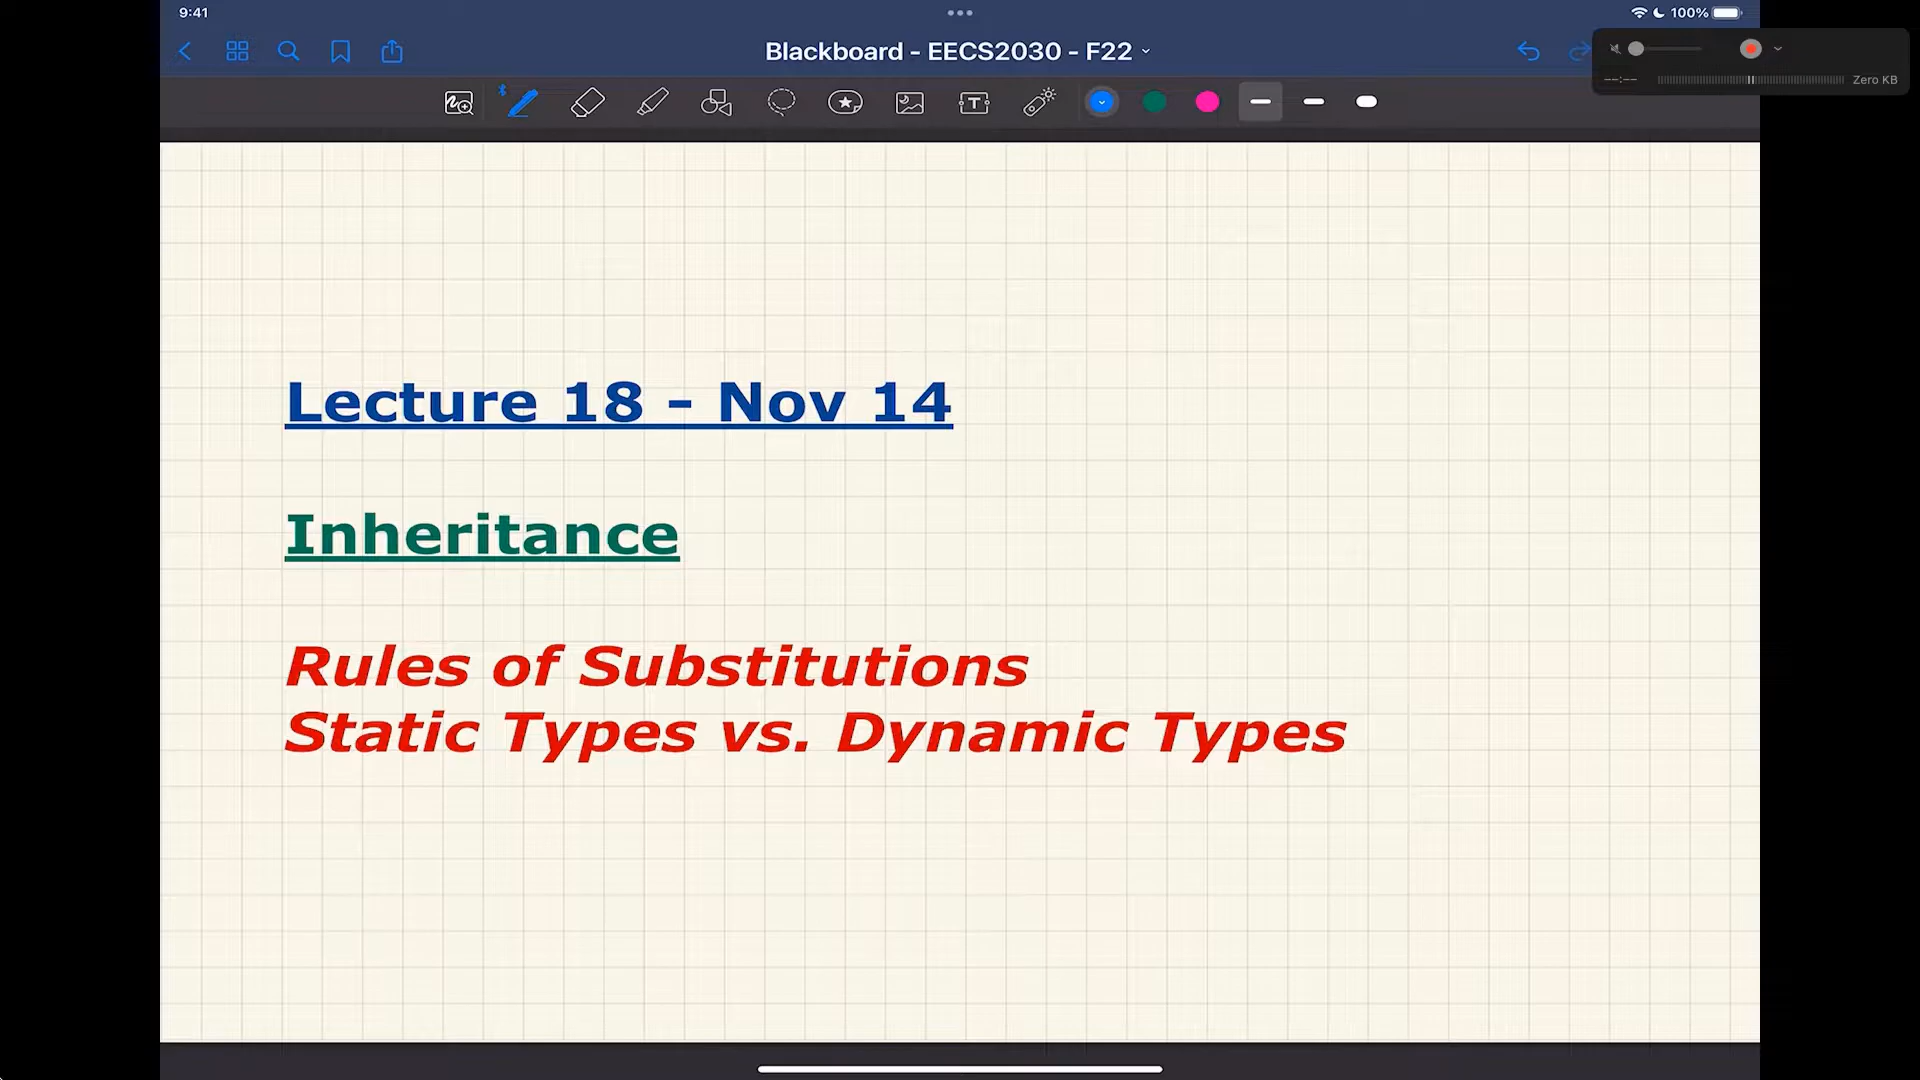 9:41
100%
Blackboard - EECS2030 - F22
--:--
Zero KB
Lecture 18 - Nov 14
Inheritance
Rules of Substitutions
Static Types vs. Dynamic Types